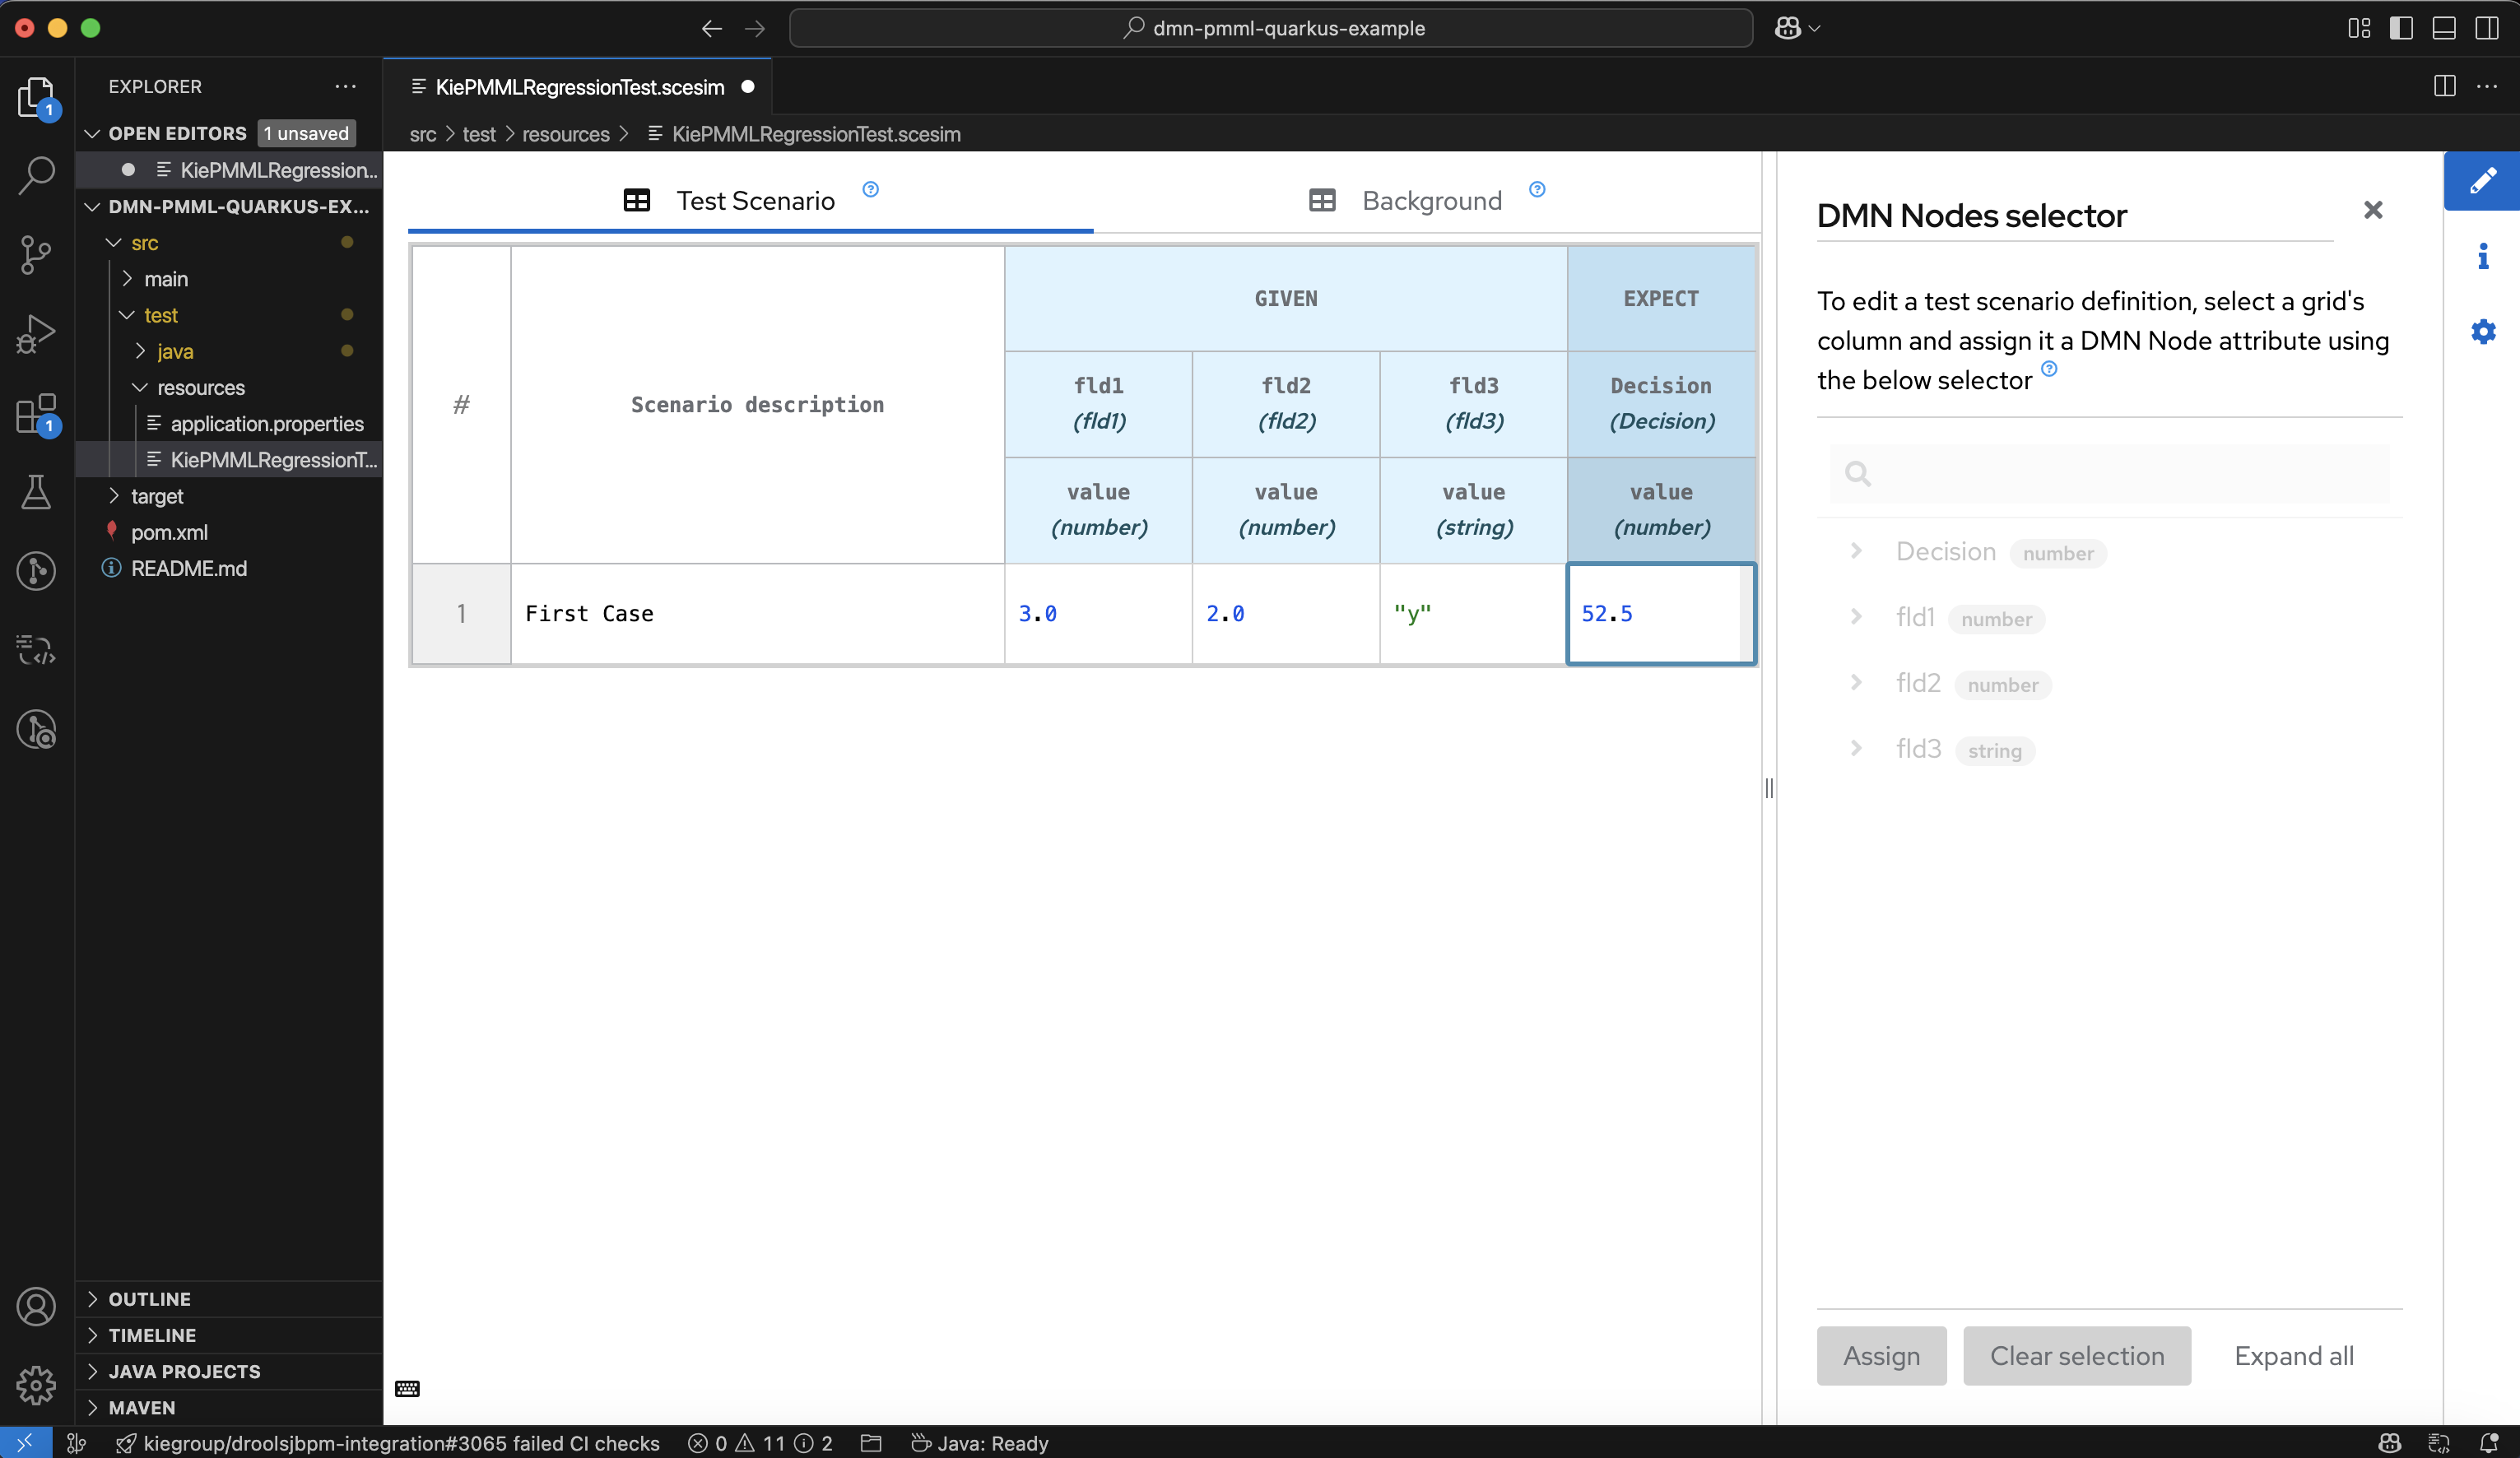 dmn-pmml-quarkus-example
EXPLORER
OPEN EDITORS 1 unsaved
KiePMMLRegression...
DMN-PMML-QUARKUS-EX...
src
main
test
java
resources
application.properties
KiePMMLRegressionT...
target
pom.xml
README.md
OUTLINE
TIMELINE
JAVA PROJECTS
MAVEN
1
1
KiePMMLRegressionTest.scesim
src > test > resources > KiePMMLRegressionTest.scesim
Test Scenario
Background
# Scenario description GIVEN EXPECT
fld1 fld2 fld3 Decision
(fld1) (fld2) (fld3) (Decision)
value value value value
(number) (number) (string) (number)
1 First Case 3.0 2.0 "y" 52.5
DMN Nodes selector
To edit a test scenario definition, select a grid's
column and assign it a DMN Node attribute using
the below selector
Decision number
fld1 number
fld2 number
fld3 string
Assign Clear selection Expand all
kiegroup/droolsjbpm-integration#3065 failed CI checks 0 11 2 Java: Ready